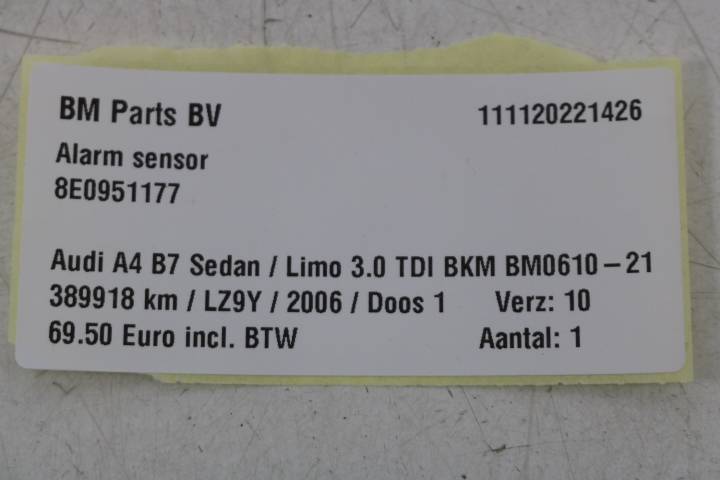 BM Parts BV 111120221426
Alarm sensor
8E0951177
Audi A4 B7 Sedan / Limo 3.0 TDI BKM BM0610-21
389918 km / LZ9Y / 2006 / Doos 1 Verz: 10
69.50 Euro incl. BTW Aantal: 1